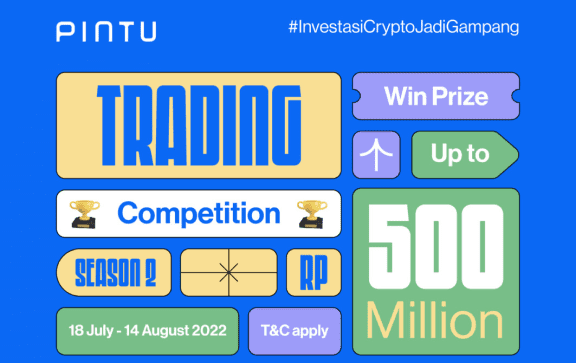 PINTU
#InvestasiCryptoJadiGampang
TRADING
Competition
SEASON 2
RP
18 July - 14 August 2022
T&C apply
Win Prize
Up to
500
Million